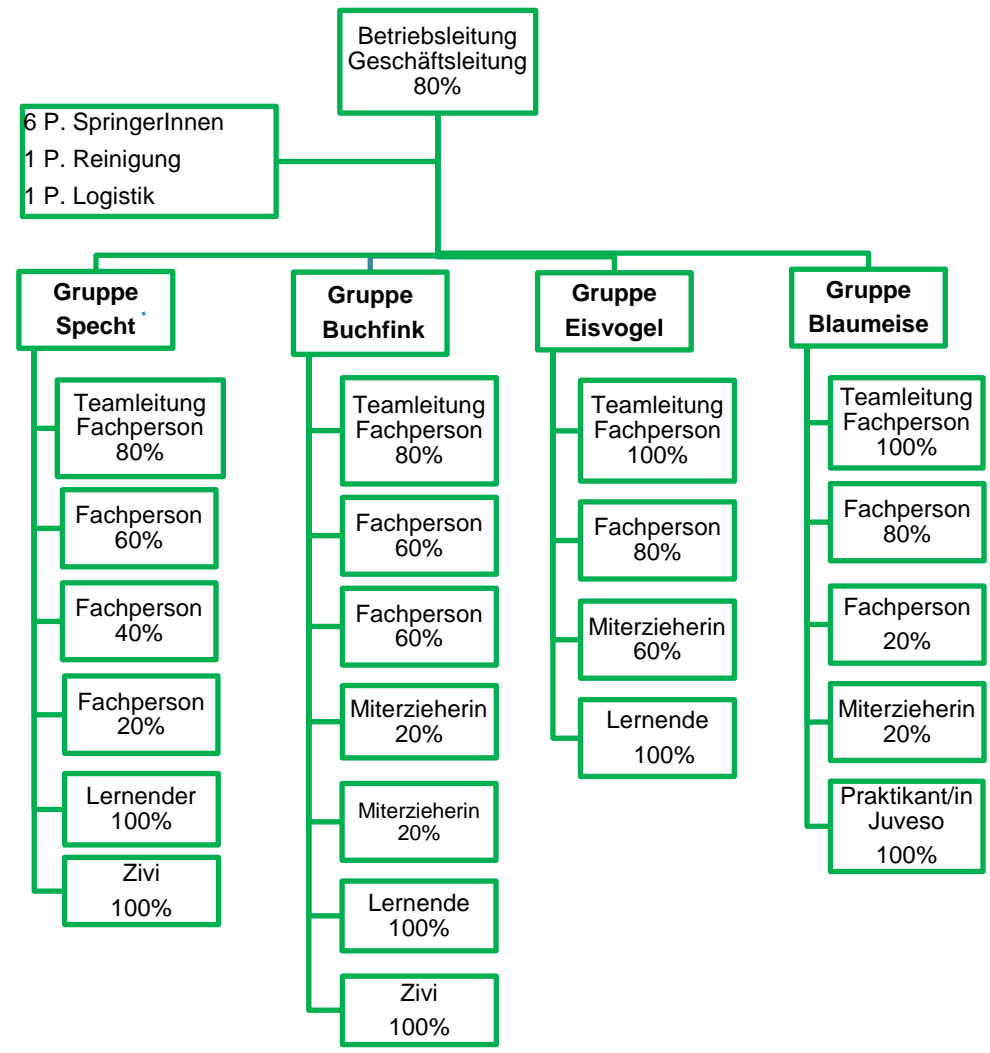 Betriebsleitung
Geschäftsleitung
80%
6 P. SpringerInnen
1 P. Reinigung
1 P. Logistik
Gruppe
Specht
Teamleitung
Fachperson
80%
Fachperson
60%
Fachperson
40%
Fachperson
20%
Lernender
100%
Zivi
100%
Gruppe
Buchfink
Teamleitung
Fachperson
80%
Fachperson
60%
Fachperson
60%
Miterzieherin
20%
Miterzieherin
20%
Lernende
100%
Zivi
100%
Gruppe
Eisvogel
Teamleitung
Fachperson
100%
Fachperson
80%
Miterzieherin
60%
Lernende
100%
Gruppe
Blaumeise
Teamleitung
Fachperson
100%
Fachperson
80%
Fachperson
20%
Miterzieherin
20%
Praktikant/in
Juveso
100%